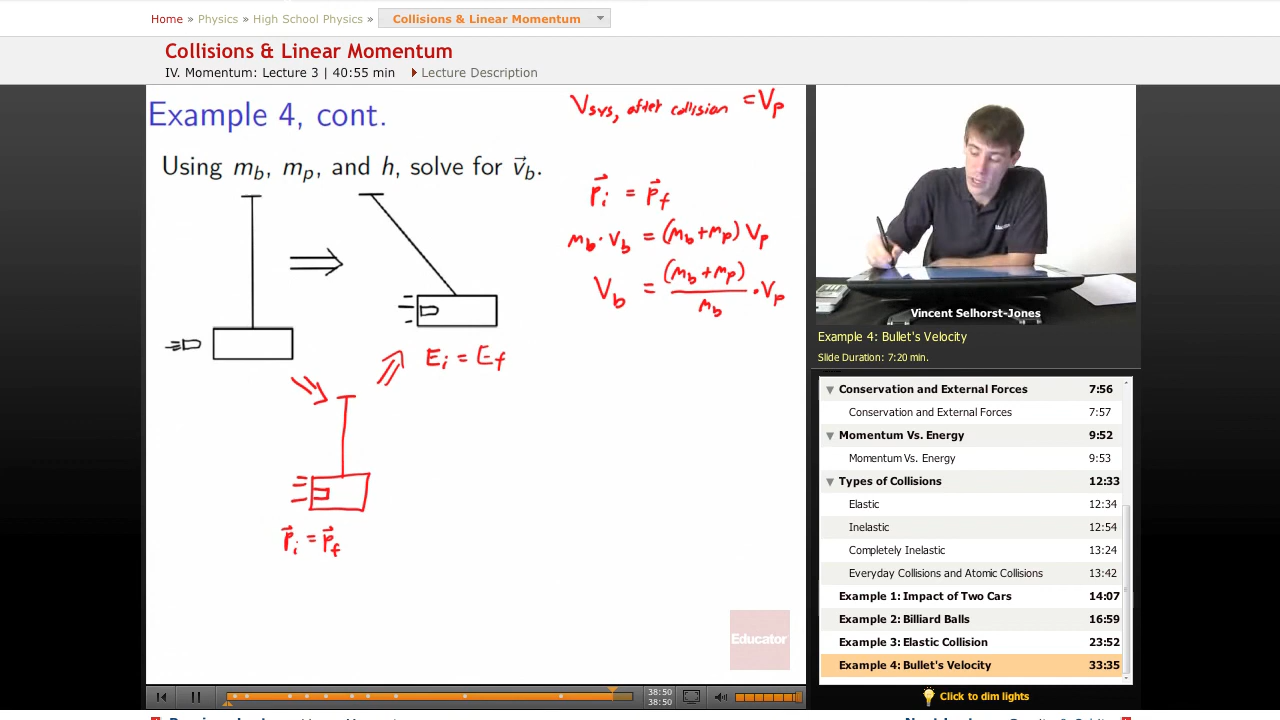 Home » Physics » High School Physics » Collisions & Linear Momentum
Collisions & Linear Momentum
IV. Momentum: Lecture 3 | 40:55 min Lecture Description
Example 4, cont.
Using m_b, m_p, and h, solve for v⃗_b.
V_sys, after collision = V_p
p⃗_i = p⃗_f
m_b · V_b = (m_b + m_p) V_p
V_b = (m_b + m_p) / m_b · V_p
E_i = E_f
p⃗_i = p⃗_f
Educator
38:50
38:50
Vincent Selhorst-Jones
Example 4: Bullet's Velocity
Slide Duration: 7:20 min.
Conservation and External Forces 7:56
Conservation and External Forces 7:57
Momentum Vs. Energy 9:52
Momentum Vs. Energy 9:53
Types of Collisions 12:33
Elastic 12:34
Inelastic 12:54
Completely Inelastic 13:24
Everyday Collisions and Atomic Collisions 13:42
Example 1: Impact of Two Cars 14:07
Example 2: Billiard Balls 16:59
Example 3: Elastic Collision 23:52
Example 4: Bullet's Velocity 33:35
Click to dim lights